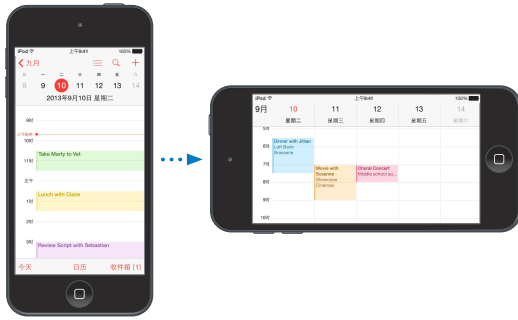 iPod 上午9:41 100%
九月
日 一 二 三 四 五 六
8 9 10 11 12 13 14
2013年9月10日 星期二
9时
上午9:41
10时
Take Marty to Vet
11时
正午
Lunch with Claire
1时
2时
3时
Review Script with Sebastian
今天 日历 收件箱 (1)
iPod 上午9:41 100%
9月 10 11 12 13 14
星期二 星期三 星期四 星期五 星期六
5时
Dinner with Jillian
Left Bank
Brasserie
6时
7时
Movie with
Susanne
Showcase
Cinemas
Choral Concert
Middle school au...
8时
9时
10时